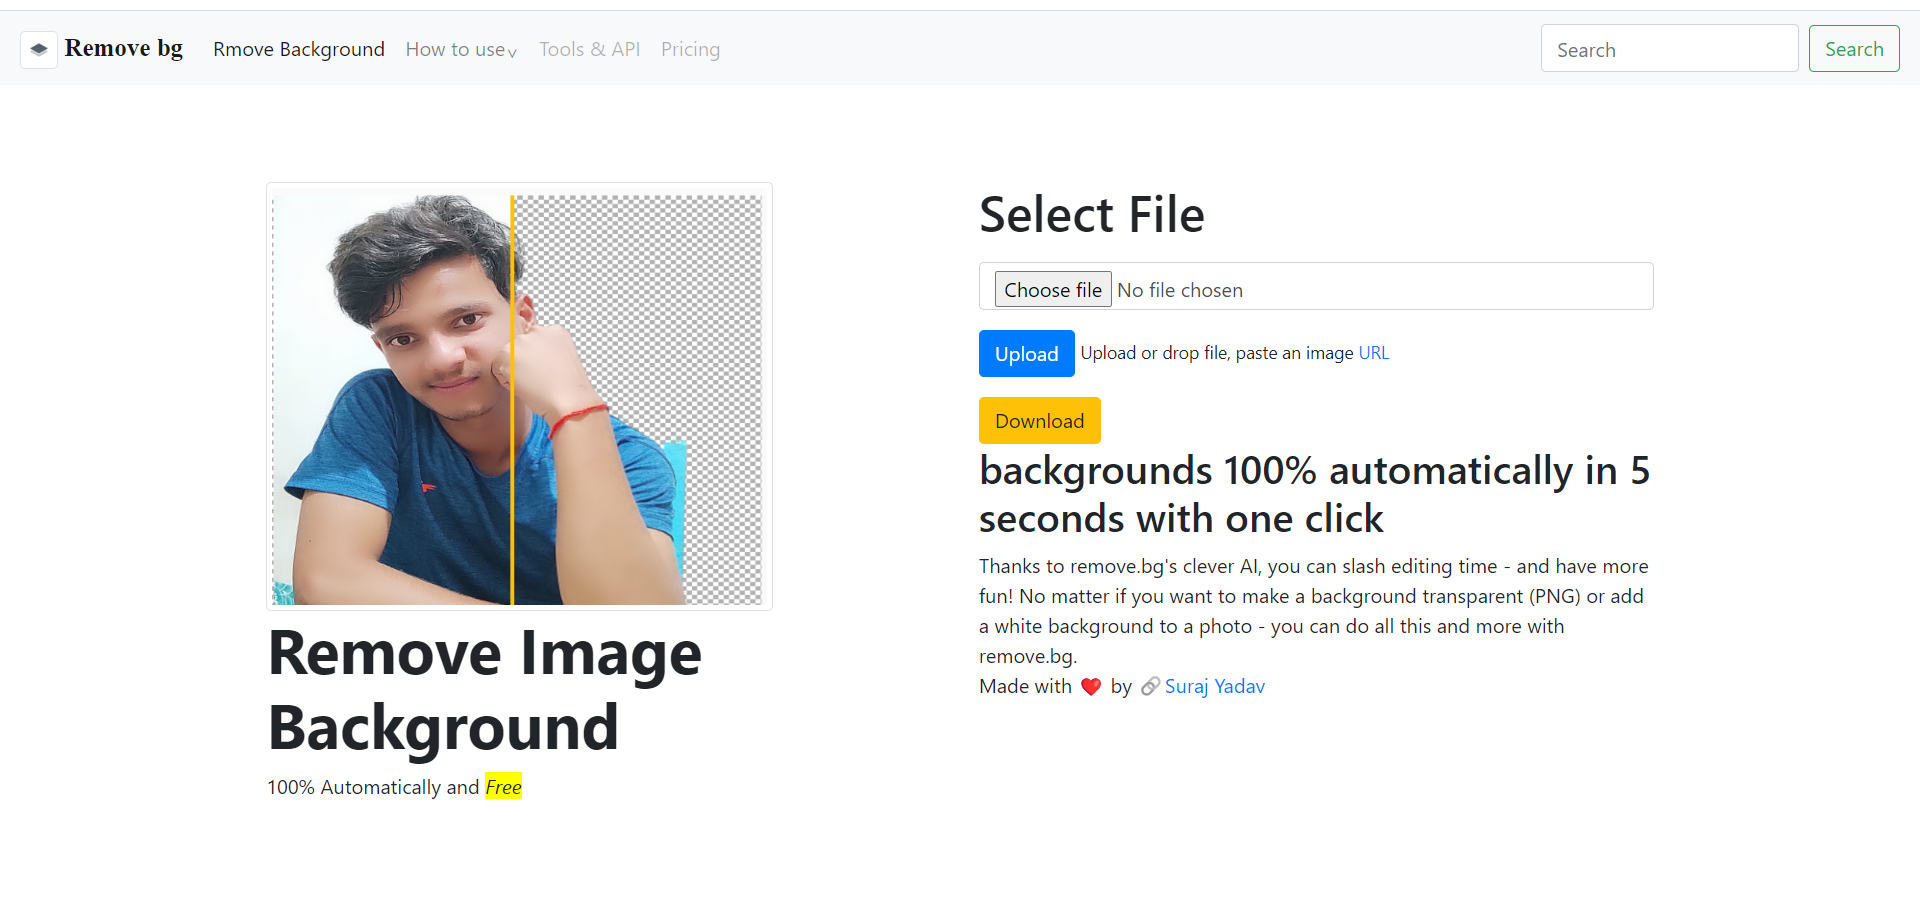 Remove bg Rmove Background How to use˅ Tools & API Pricing Search Search
Remove Image
Background
100% Automatically and Free
Select File
Choose file No file chosen
Upload Upload or drop file, paste an image URL
Download
backgrounds 100% automatically in 5
seconds with one click
Thanks to remove.bg's clever AI, you can slash editing time - and have more
fun! No matter if you want to make a background transparent (PNG) or add
a white background to a photo - you can do all this and more with
remove.bg.
Made with ❤️ by 🔗Suraj Yadav